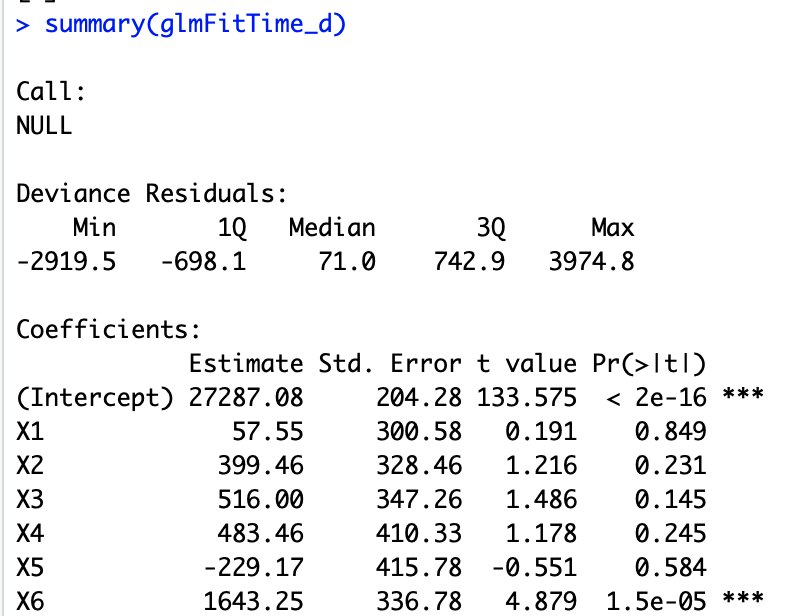 > summary(glmFitTime_d)
Call:
NULL
Deviance Residuals:
Min 1Q Median 3Q Max
-2919.5 -698.1 71.0 742.9 3974.8
Coefficients:
Estimate Std. Error t value Pr(>|t|)
(Intercept) 27287.08 204.28 133.575 < 2e-16 ***
X1 57.55 300.58 0.191 0.849
X2 399.46 328.46 1.216 0.231
X3 516.00 347.26 1.486 0.145
X4 483.46 410.33 1.178 0.245
X5 -229.17 415.78 -0.551 0.584
X6 1643.25 336.78 4.879 1.5e-05 ***